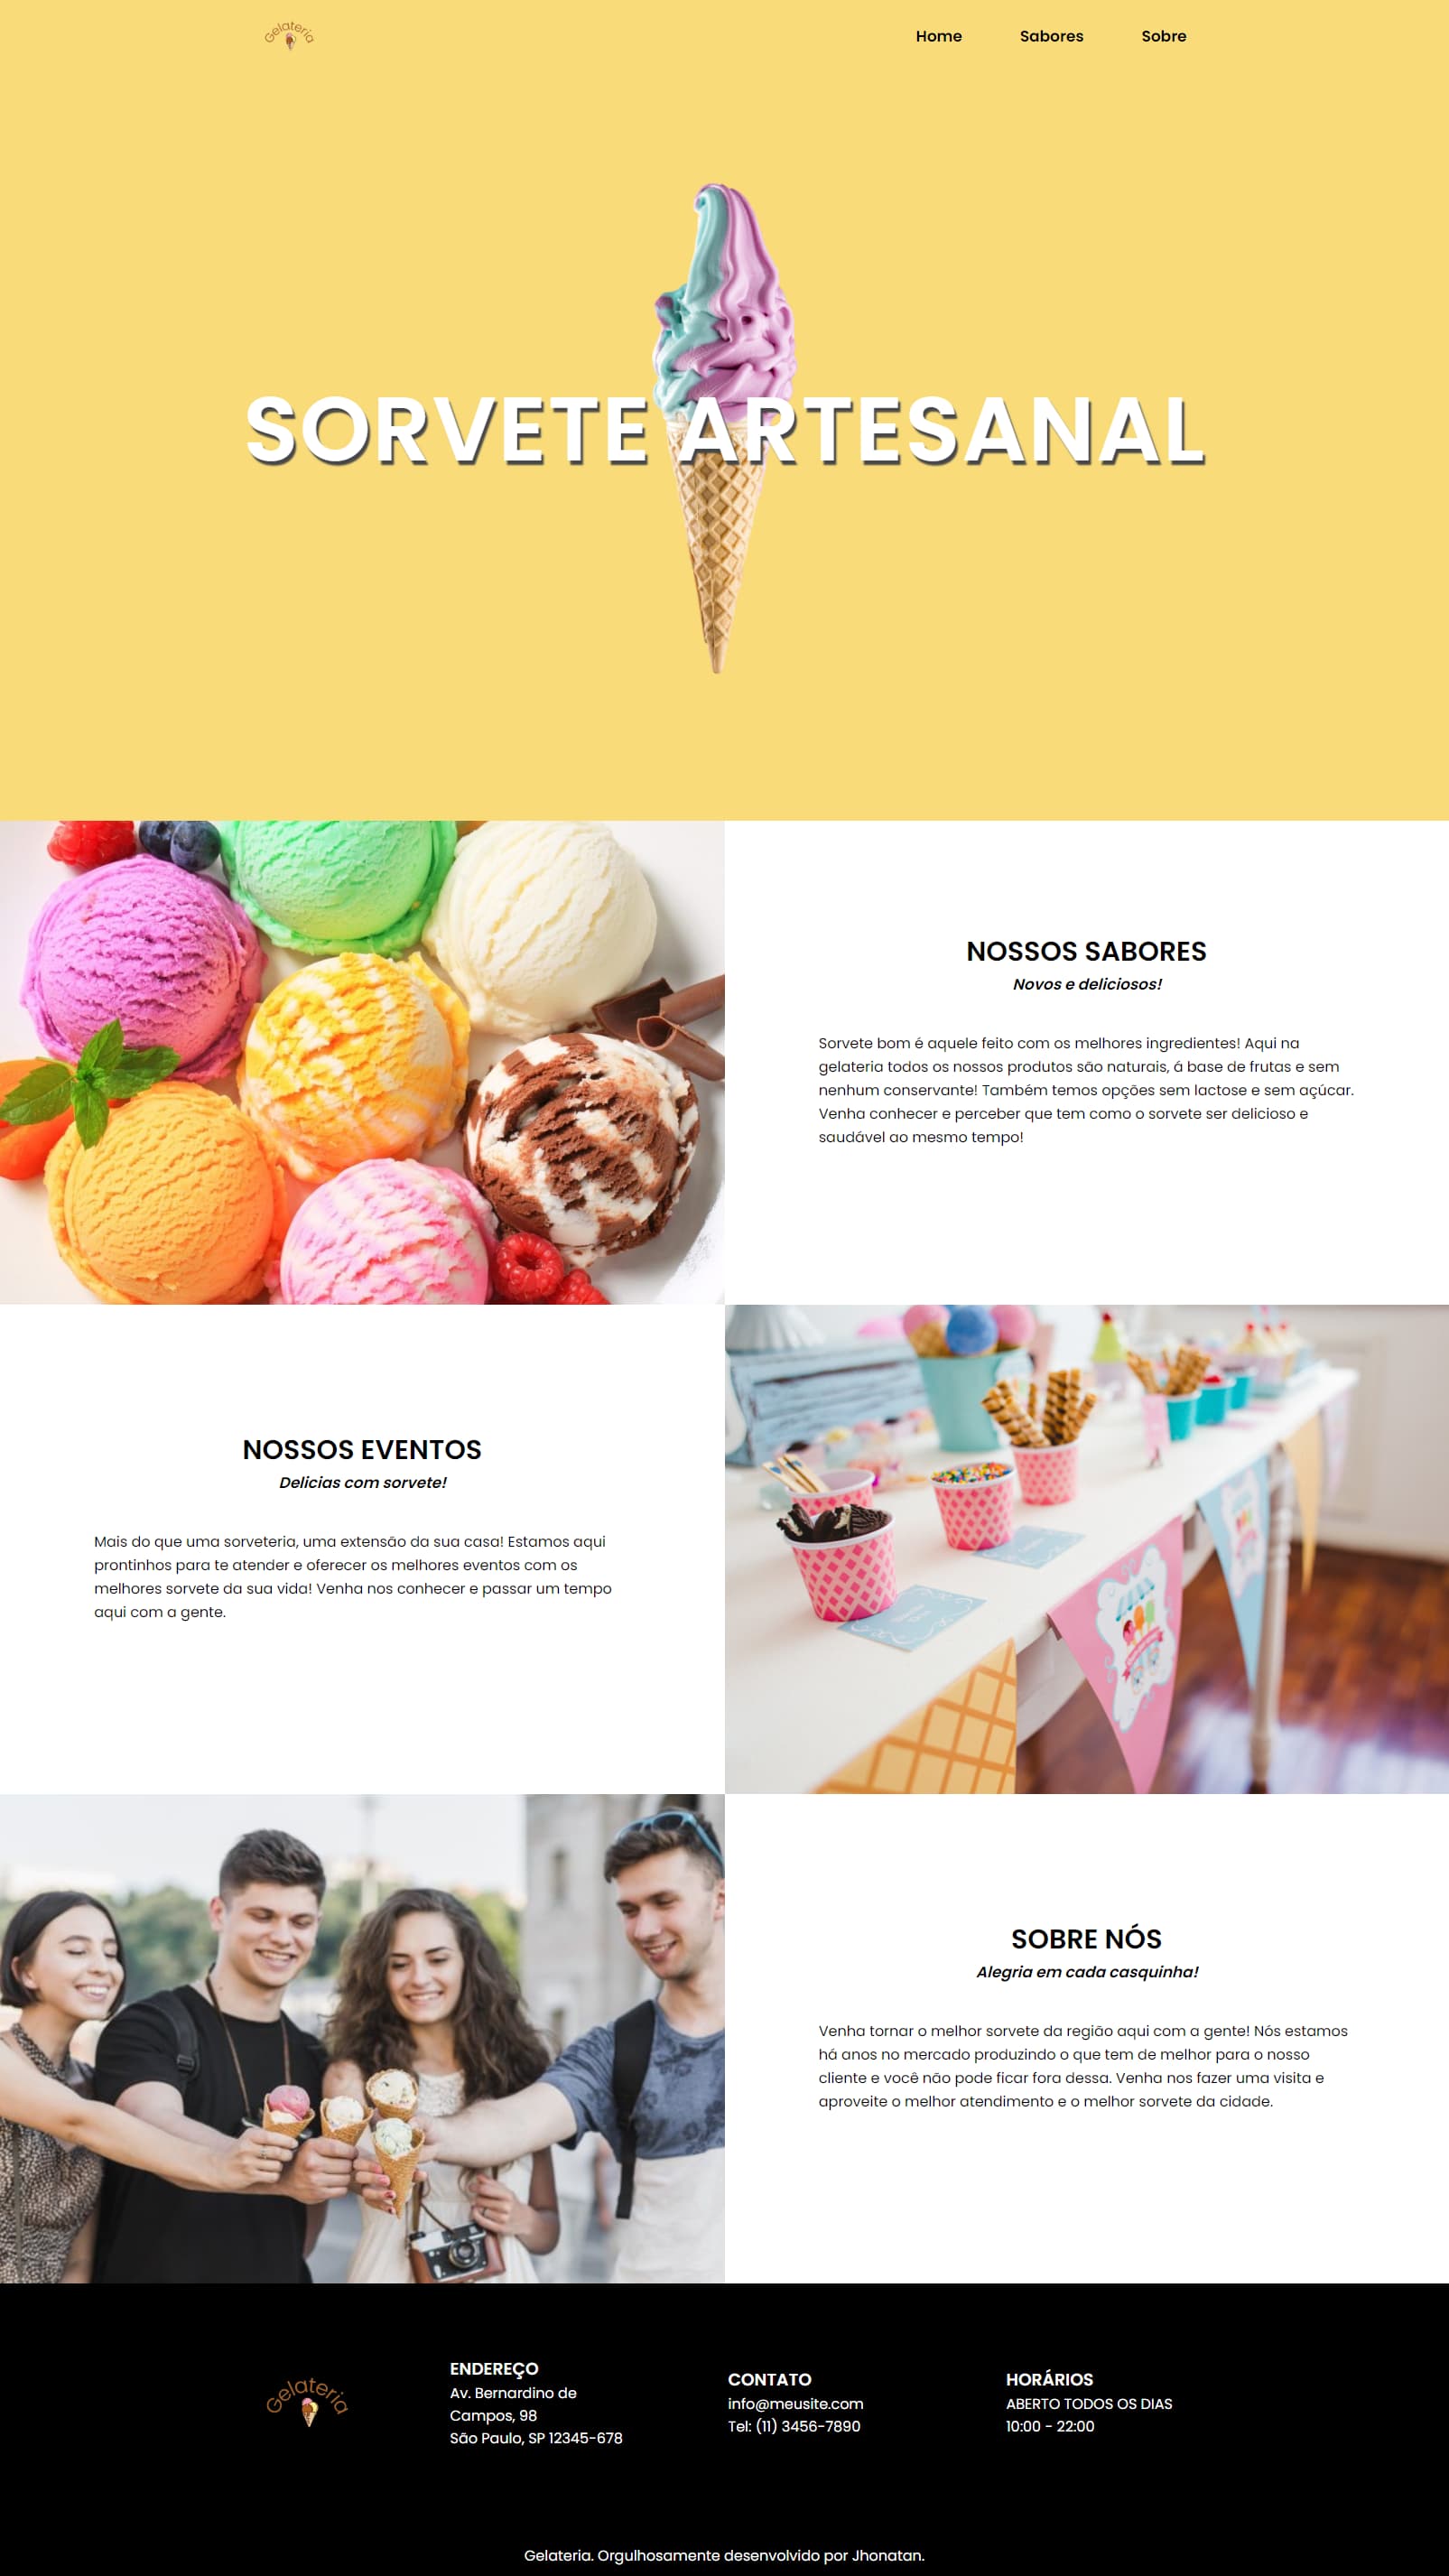 Gelateria
Home
Sabores
Sobre
SORVETE ARTESANAL
NOSSOS SABORES
Novos e deliciosos!
Sorvete bom é aquele feito com os melhores ingredientes! Aqui na
gelateria todos os nossos produtos são naturais, á base de frutas e sem
nenhum conservante! Também temos opções sem lactose e sem açúcar.
Venha conhecer e perceber que tem como o sorvete ser delicioso e
saudável ao mesmo tempo!
NOSSOS EVENTOS
Delicias com sorvete!
Mais do que uma sorveteria, uma extensão da sua casa! Estamos aqui
prontinhos para te atender e oferecer os melhores eventos com os
melhores sorvete da sua vida! Venha nos conhecer e passar um tempo
aqui com a gente.
SOBRE NÓS
Alegria em cada casquinha!
Venha tornar o melhor sorvete da região aqui com a gente! Nós estamos
há anos no mercado produzindo o que tem de melhor para o nosso
cliente e você não pode ficar fora dessa. Venha nos fazer uma visita e
aproveite o melhor atendimento e o melhor sorvete da cidade.
Gelateria
ENDEREÇO
Av. Bernardino de
Campos, 98
São Paulo, SP 12345-678
CONTATO
info@meusite.com
Tel: (11) 3456-7890
HORÁRIOS
ABERTO TODOS OS DIAS
10:00 - 22:00
Gelateria. Orgulhosamente desenvolvido por Jhonatan.